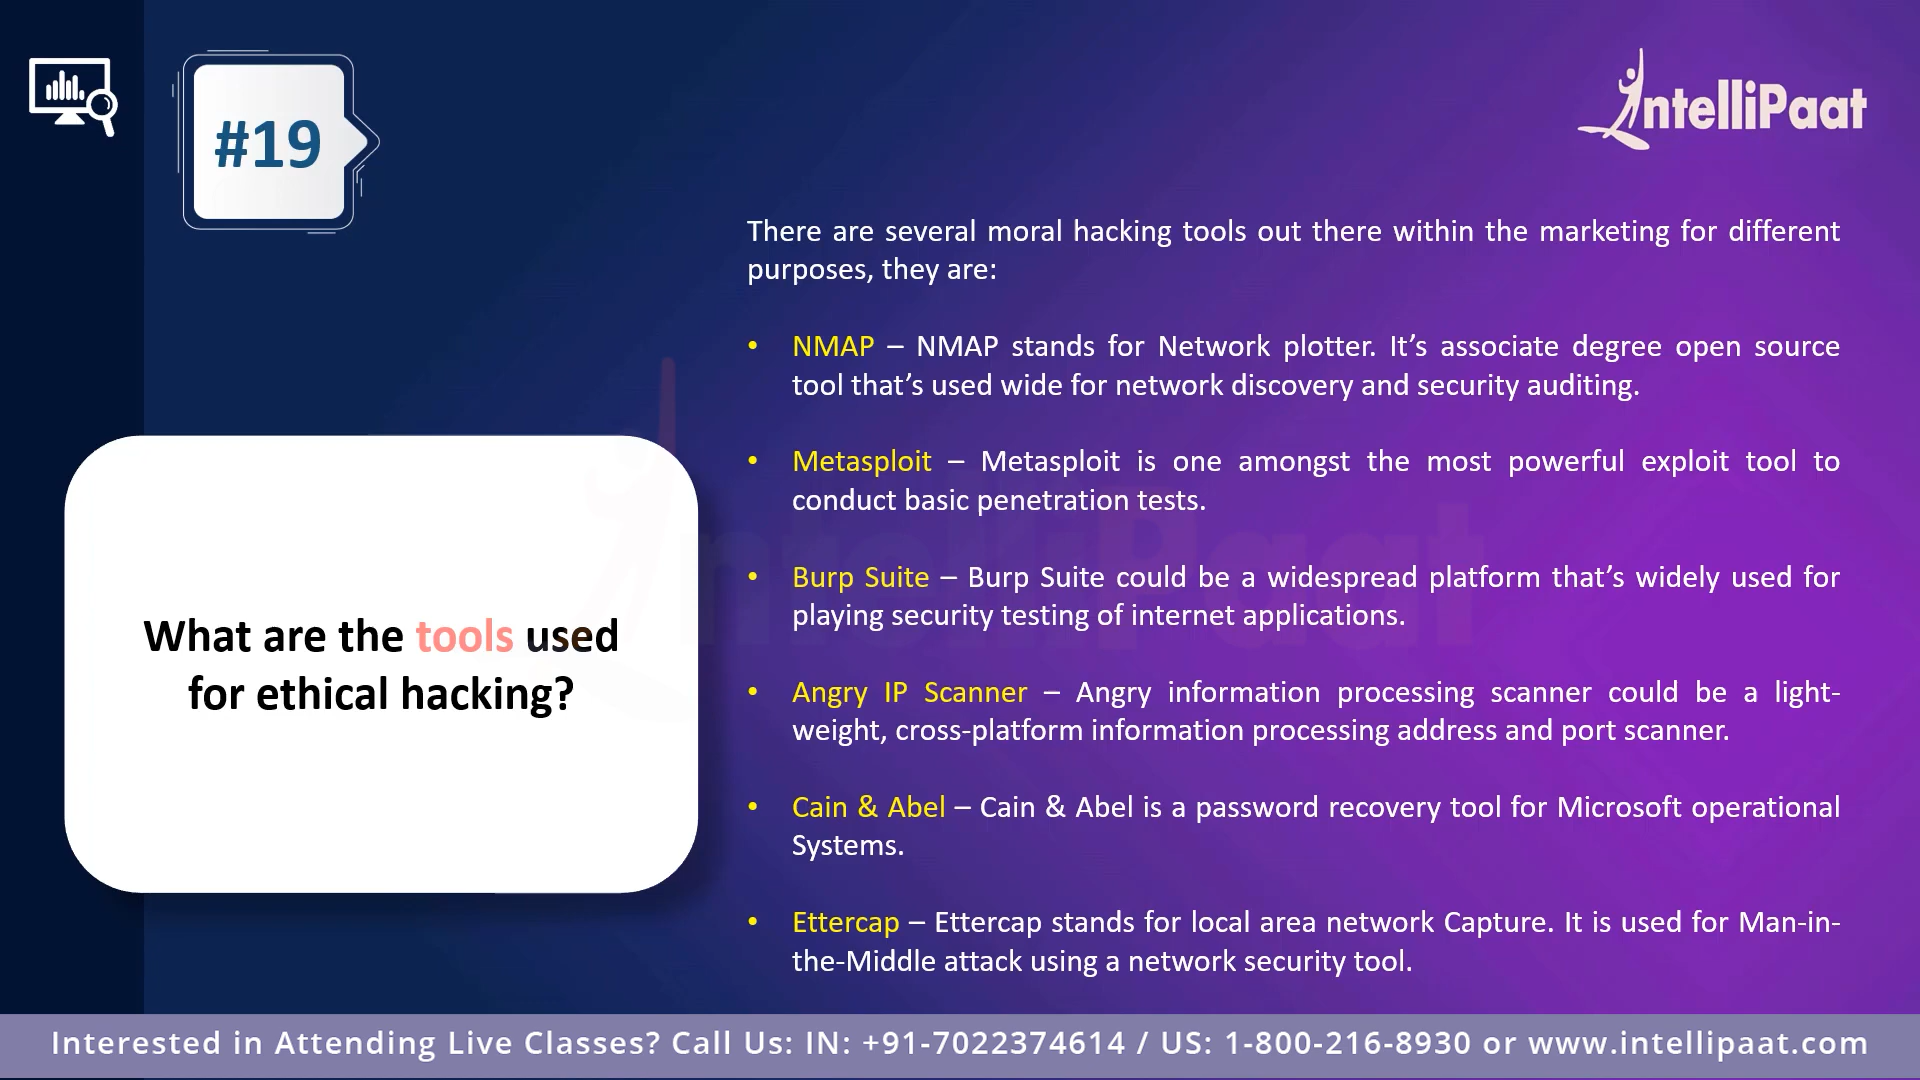 #19
IntelliPaat
There are several moral hacking tools out there within the marketing for different
purposes, they are:
• NMAP – NMAP stands for Network plotter. It’s associate degree open source
tool that’s used wide for network discovery and security auditing.
• Metasploit – Metasploit is one amongst the most powerful exploit tool to
conduct basic penetration tests.
• Burp Suite – Burp Suite could be a widespread platform that’s widely used for
playing security testing of internet applications.
• Angry IP Scanner – Angry information processing scanner could be a light-
weight, cross-platform information processing address and port scanner.
• Cain & Abel – Cain & Abel is a password recovery tool for Microsoft operational
Systems.
• Ettercap – Ettercap stands for local area network Capture. It is used for Man-in-
the-Middle attack using a network security tool.
What are the tools used
for ethical hacking?
IntelliPaat
Interested in Attending Live Classes? Call Us: IN: +91-7022374614 / US: 1-800-216-8930 or www.intellipaat.com